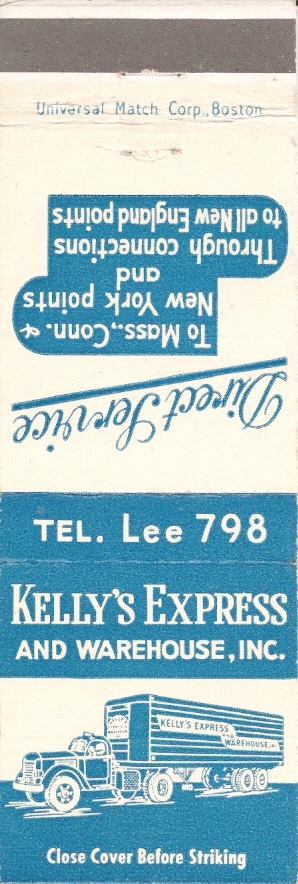 Universal Match Corp., Boston
Direct Service
To Mass., Conn. &
New York points
and
Through connections
to all New England points
TEL. Lee 798
KELLY'S EXPRESS
AND WAREHOUSE, INC.
KELLY'S EXPRESS
AND
WAREHOUSE, INC.
Close Cover Before Striking